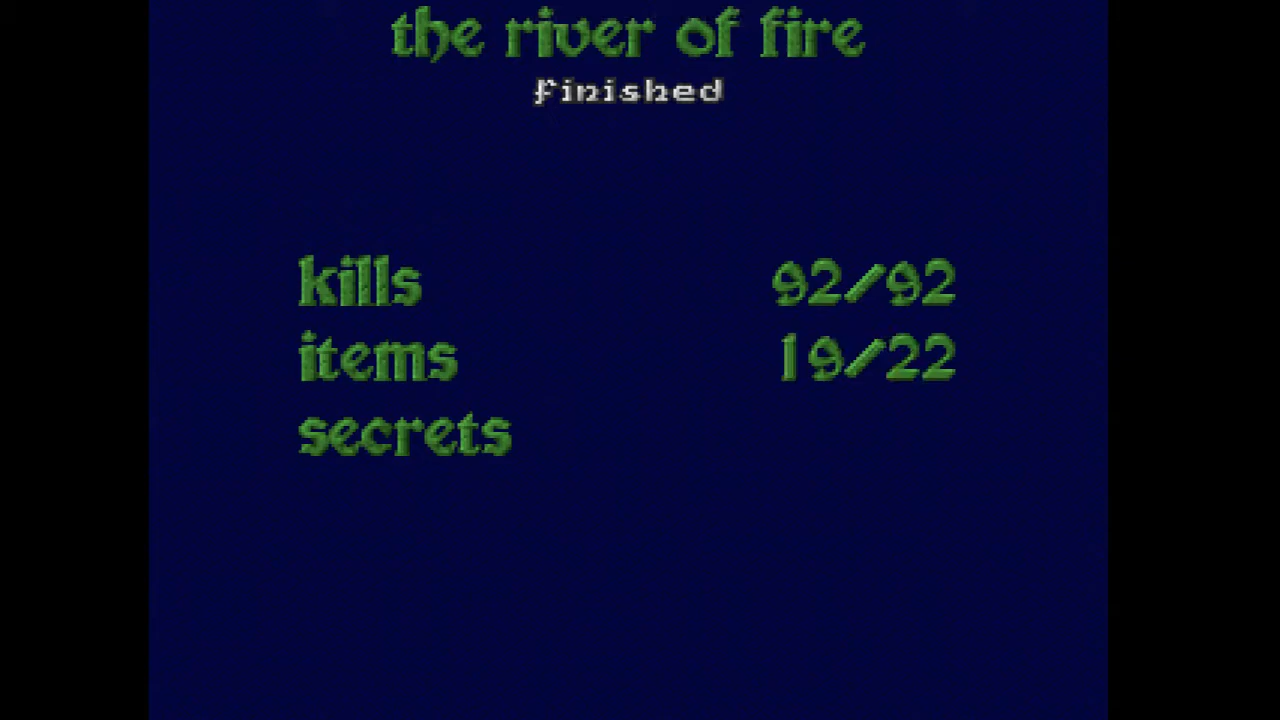 the river of fire
finished
kills 92/92
items 19/22
secrets